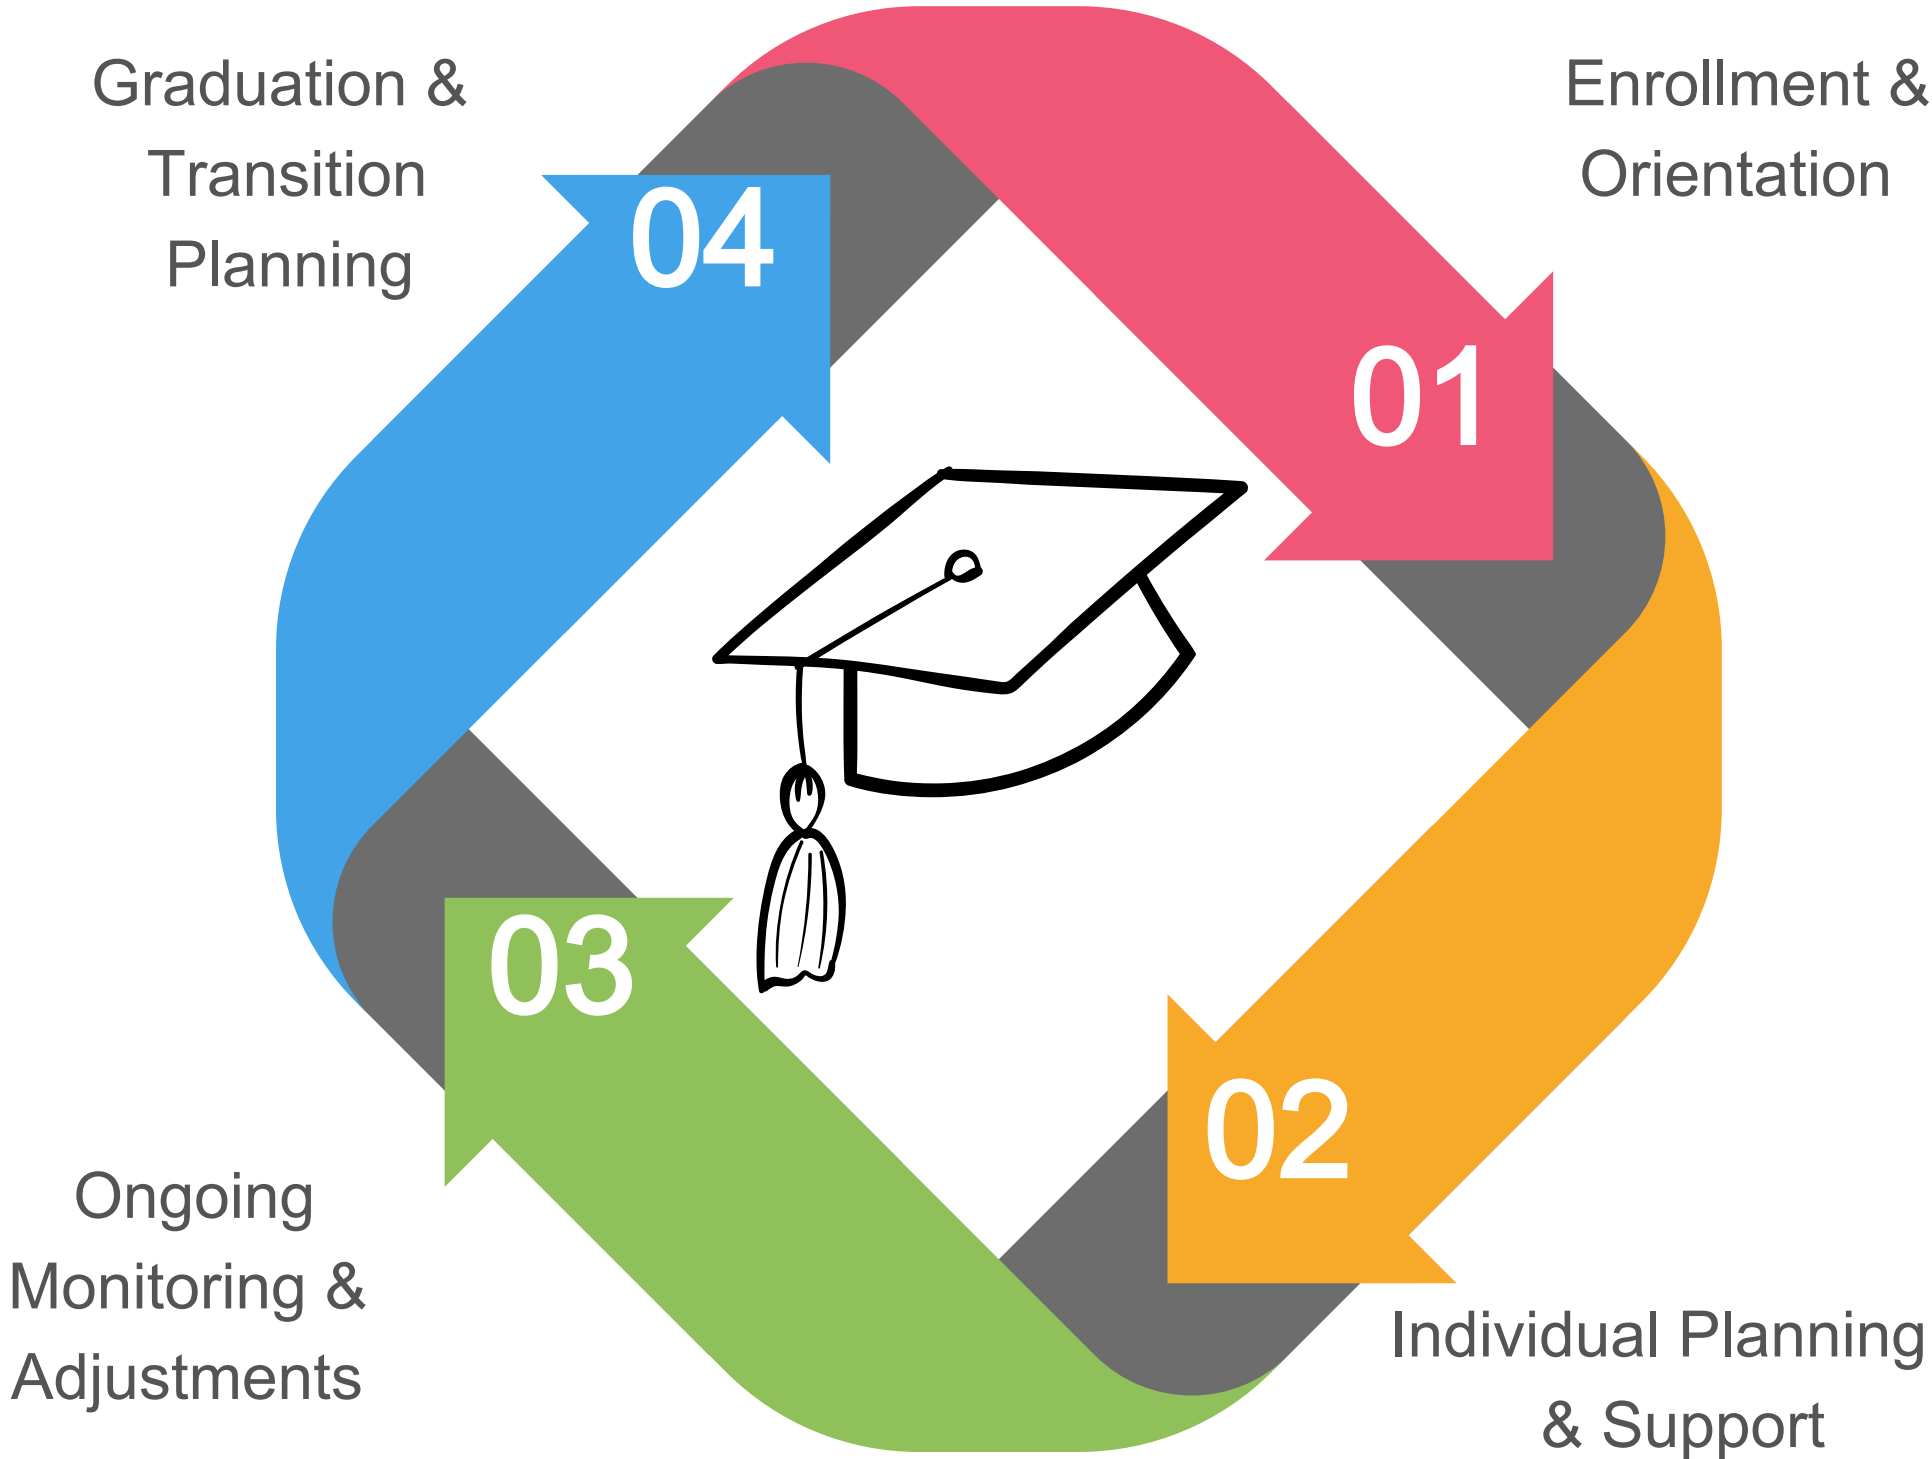 01
Enrollment &
Orientation
02
Individual Planning
& Support
03
Ongoing
Monitoring &
Adjustments
04
Graduation &
Transition
Planning